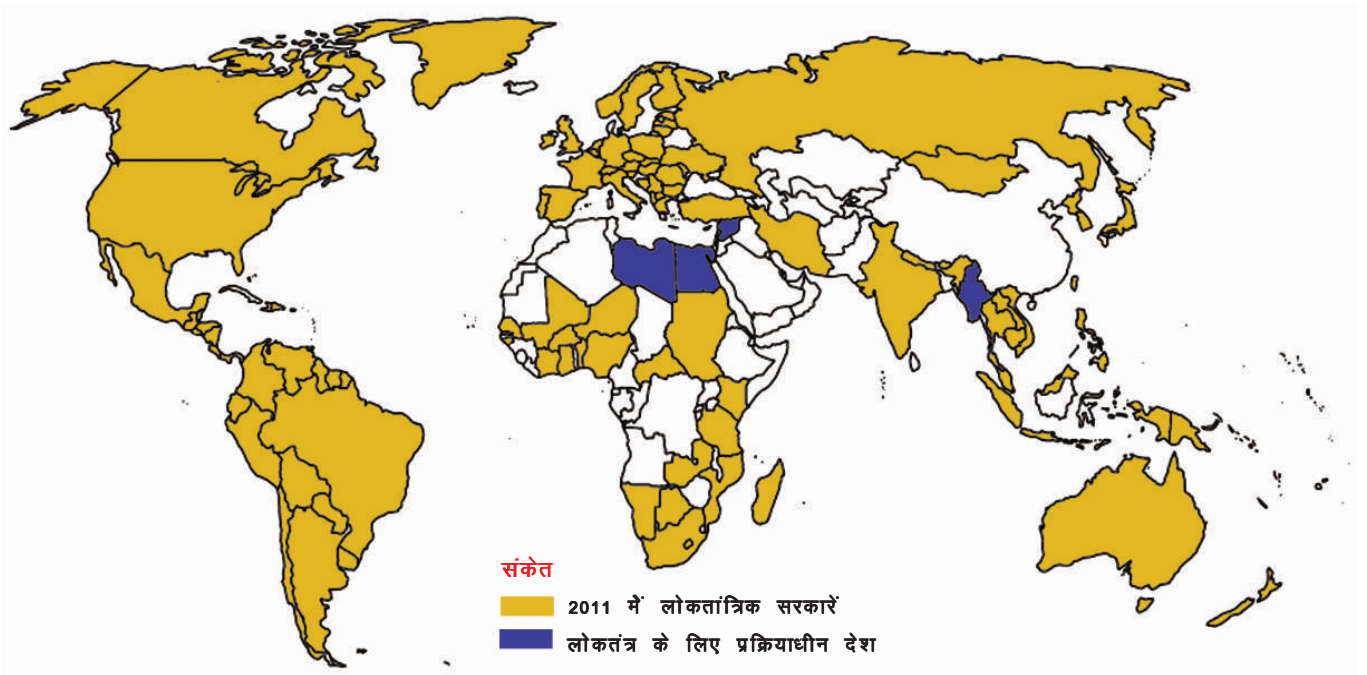 संकेत
2011 में लोकतांत्रिक सरकारें
लोकतंत्र के लिए प्रक्रियाधीन देश